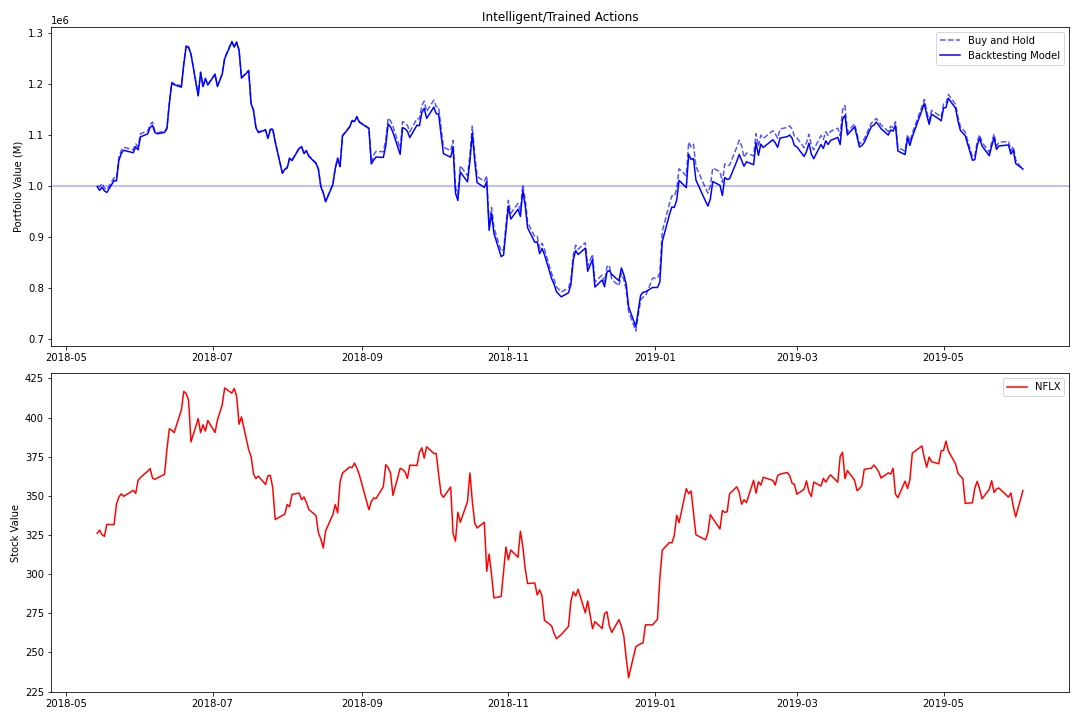 Intelligent/Trained Actions
1e6
Buy and Hold
Backtesting Model
Portfolio Value (M)
1.3
1.2
1.1
1.0
0.9
0.8
0.7
2018-05 2018-07 2018-09 2018-11 2019-01 2019-03 2019-05
NFLX
Stock Value
425
400
375
350
325
300
275
250
225
2018-05 2018-07 2018-09 2018-11 2019-01 2019-03 2019-05